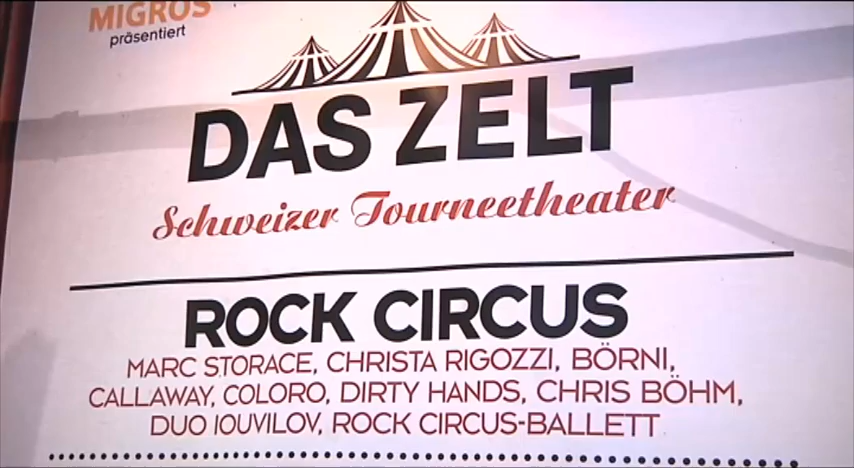 MIGROS
präsentiert
DAS ZELT
Schweizer Tourneetheater
ROCK CIRCUS
MARC STORACE, CHRISTA RIGOZZI, BÖRNI,
CALLAWAY, COLORO, DIRTY HANDS, CHRIS BÖHM,
DUO IOUVILOV, ROCK CIRCUS-BALLETT